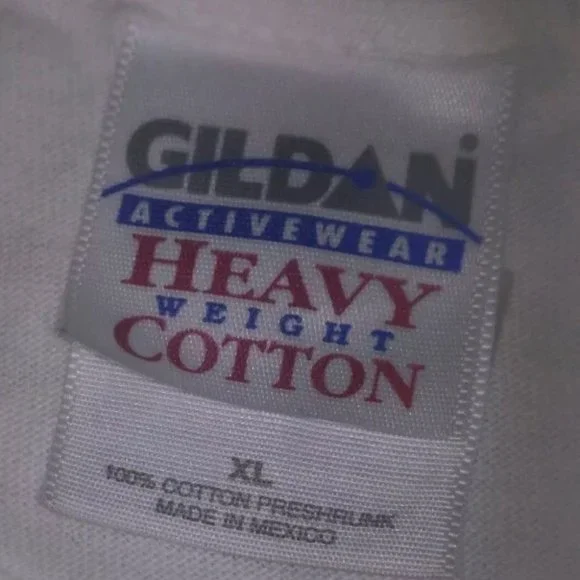 GILDAN
ACTIVEWEAR
HEAVY
WEIGHT
COTTON
XL
100% COTTON PRESHRUNK
MADE IN MEXICO